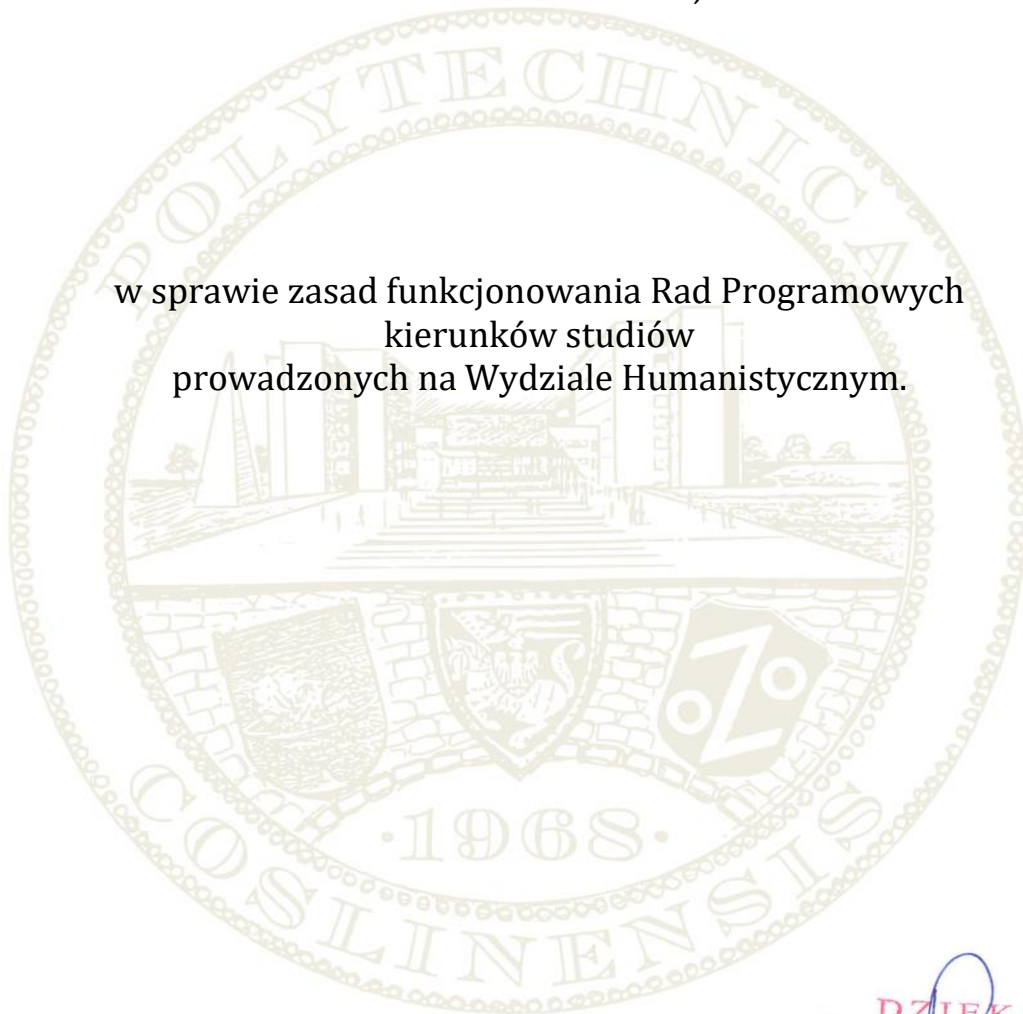 POLYTECHNICA
w sprawie zasad funkcjonowania Rad Programowych
kierunków studiów
prowadzonych na Wydziale Humanistycznym.
·1968·
COSLINENSIS